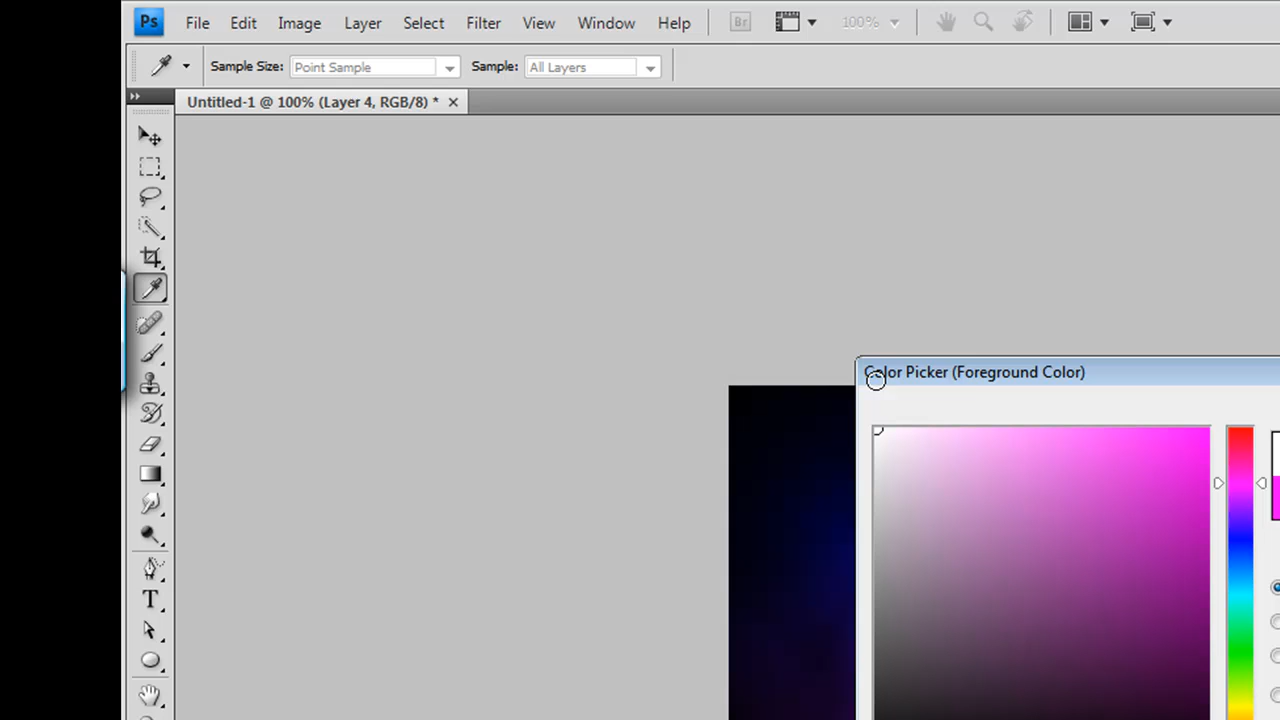 Ps File Edit Image Layer Select Filter View Window Help Br 100%
Sample Size: Point Sample Sample: All Layers
Untitled-1 @ 100% (Layer 4, RGB/8) *
Color Picker (Foreground Color)
T